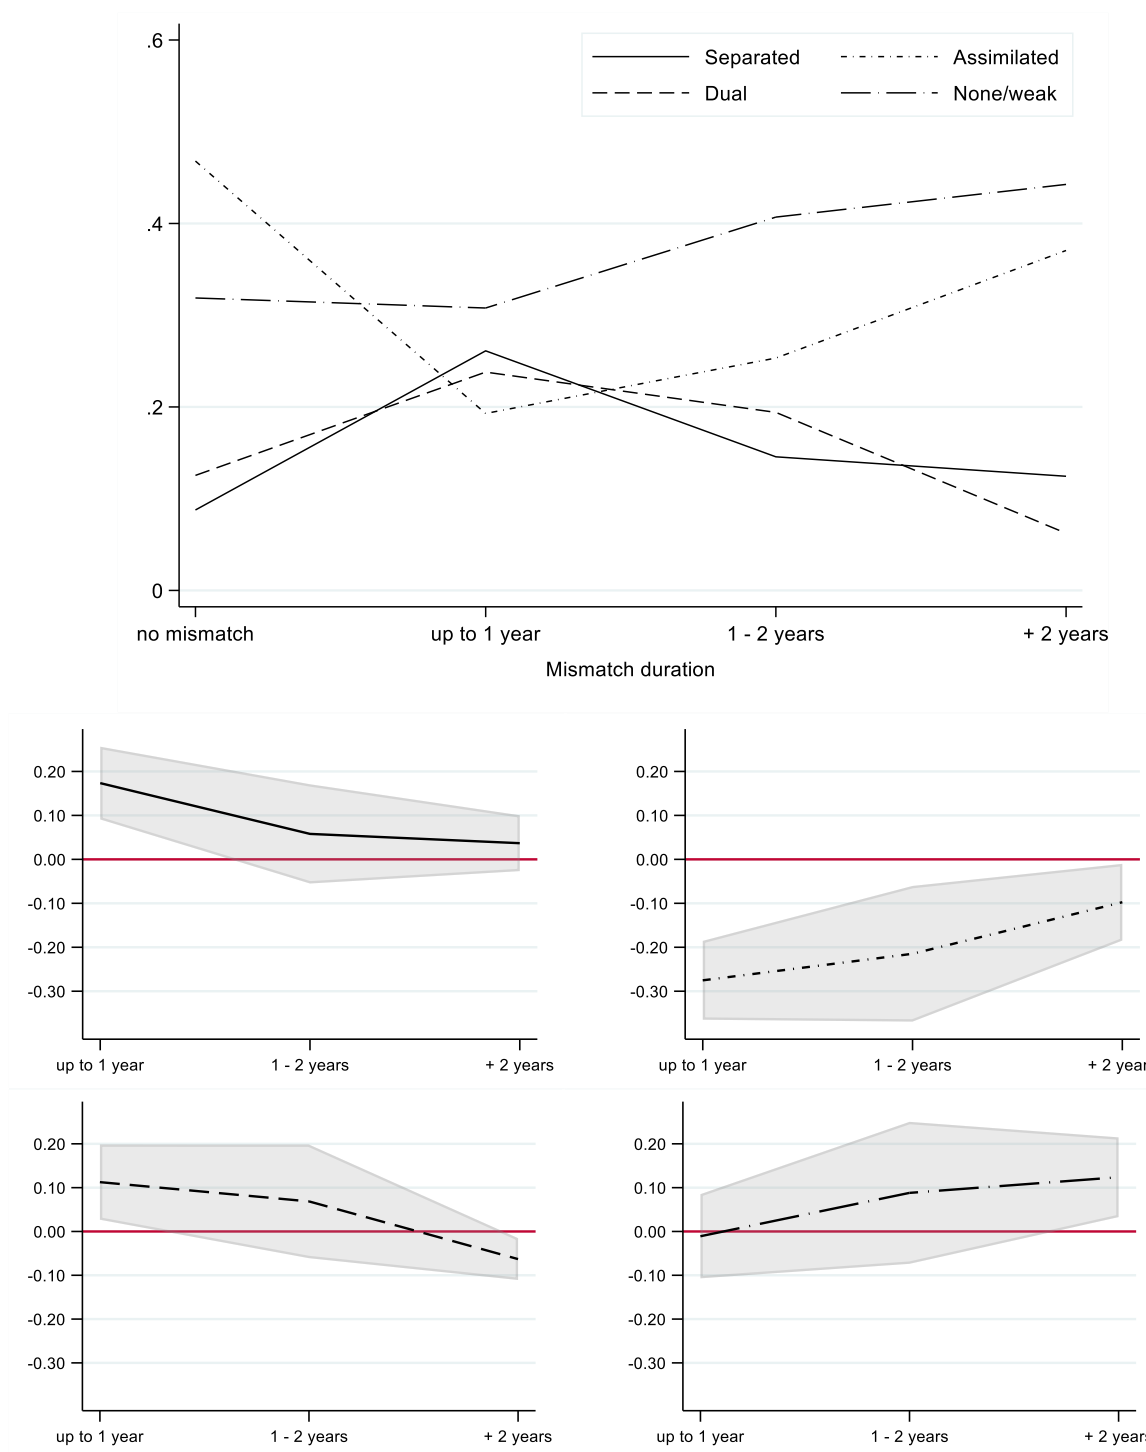 .6
.4
.2
0
Separated
Assimilated
Dual
None/weak
no mismatch
up to 1 year
1 - 2 years
+ 2 years
Mismatch duration
0.20
0.10
0.00
-0.10
-0.20
-0.30
up to 1 year
1 - 2 years
+ 2 years
0.20
0.10
0.00
-0.10
-0.20
-0.30
up to 1 year
1 - 2 years
+ 2 year
0.20
0.10
0.00
-0.10
-0.20
-0.30
up to 1 year
1 - 2 years
+ 2 years
0.20
0.10
0.00
-0.10
-0.20
-0.30
up to 1 year
1 - 2 years
+ 2 year